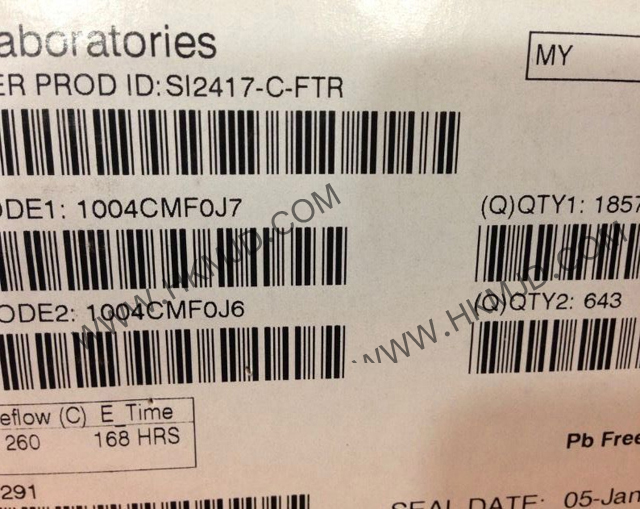 aboratories
MY
ER PROD ID: SI2417-C-FTR
ODE1: 1004CMF0J7
(Q)QTY1: 1857
ODE2: 1004CMF0J6
(Q)QTY2: 643
WWW.HKMJD.COM
WWW.HKMJD.COM
eflow (C) E_Time
260 168 HRS
Pb Free
291
SEAL DATE: 05-Jan